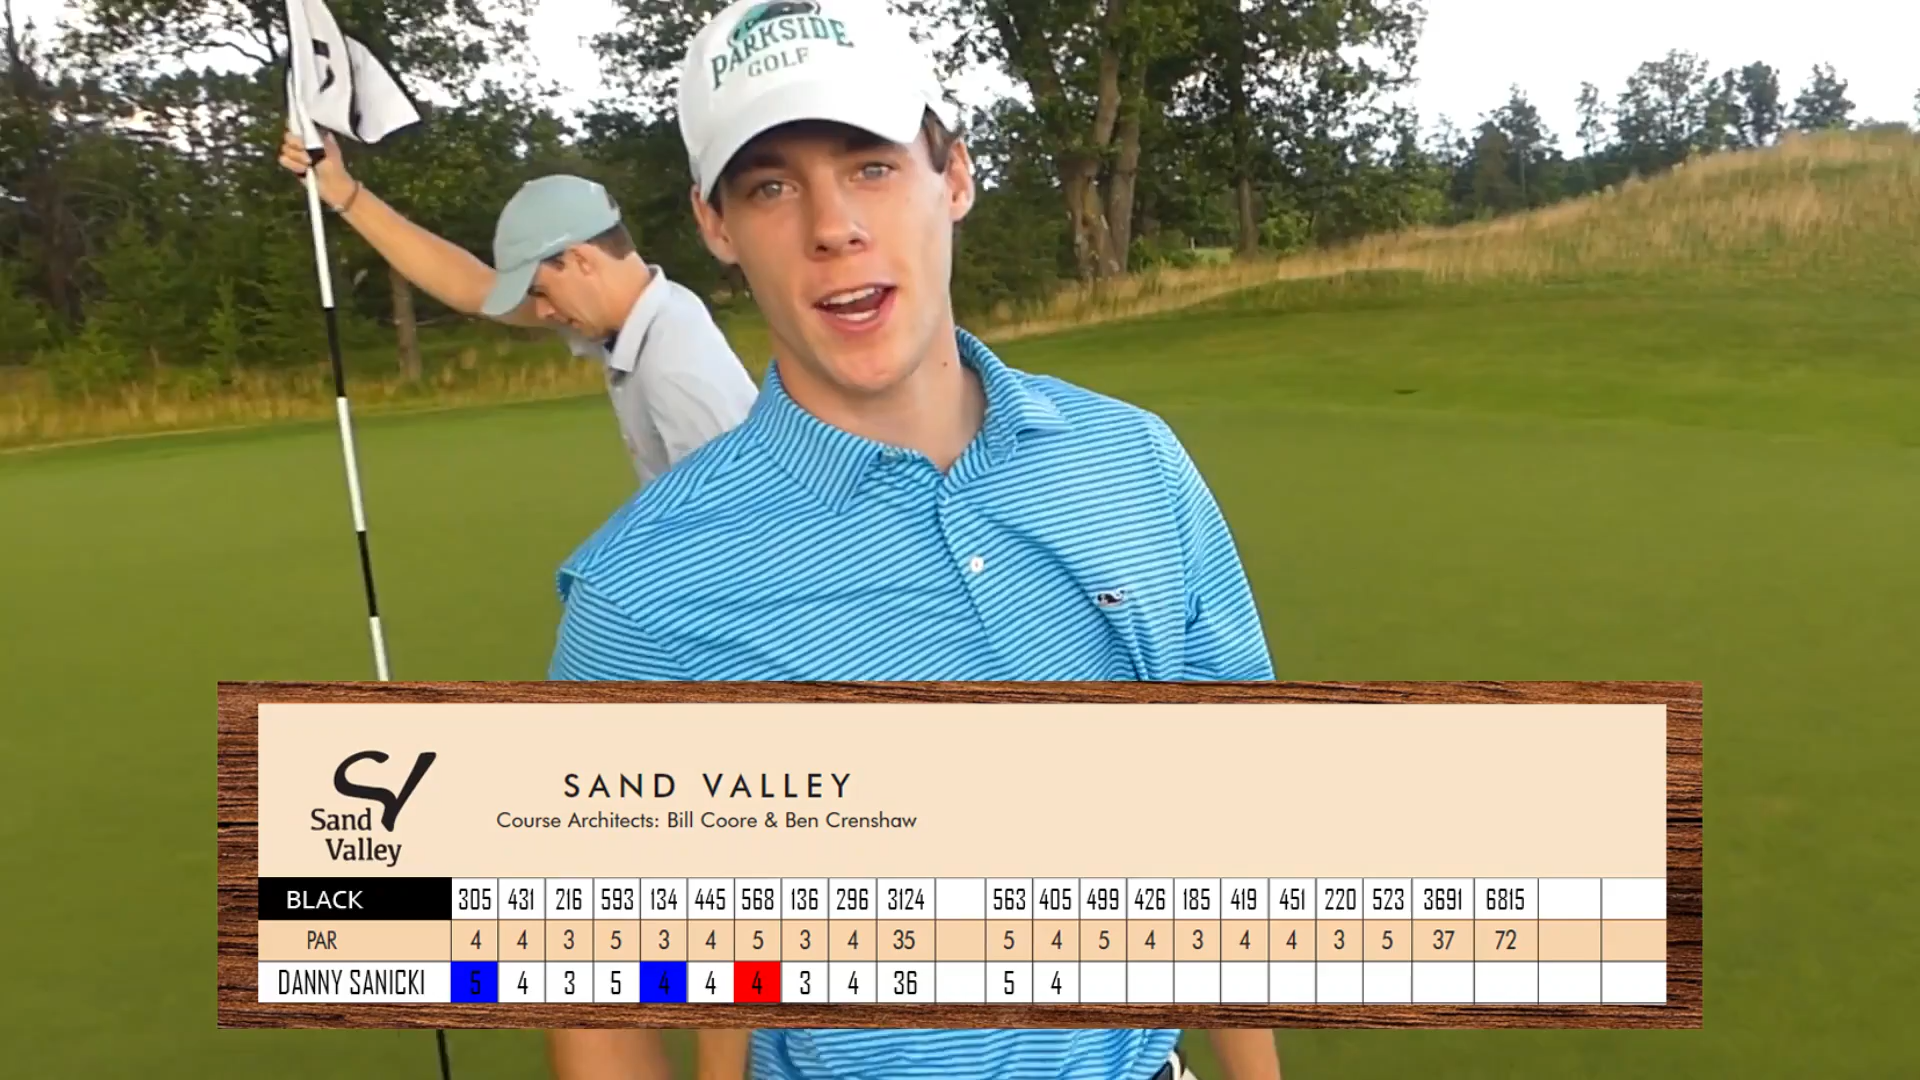 PARKSIDE
GOLF
Sand
Valley
SAND VALLEY
Course Architects: Bill Coore & Ben Crenshaw
BLACK 305 431 216 593 134 445 568 136 296 3124 563 405 499 426 185 419 451 220 523 3691 6815
PAR 4 4 3 5 3 4 5 3 4 35 5 4 5 4 3 4 4 3 5 37 72
DANNY SANICKI 5 4 3 5 4 4 4 3 4 36 5 4